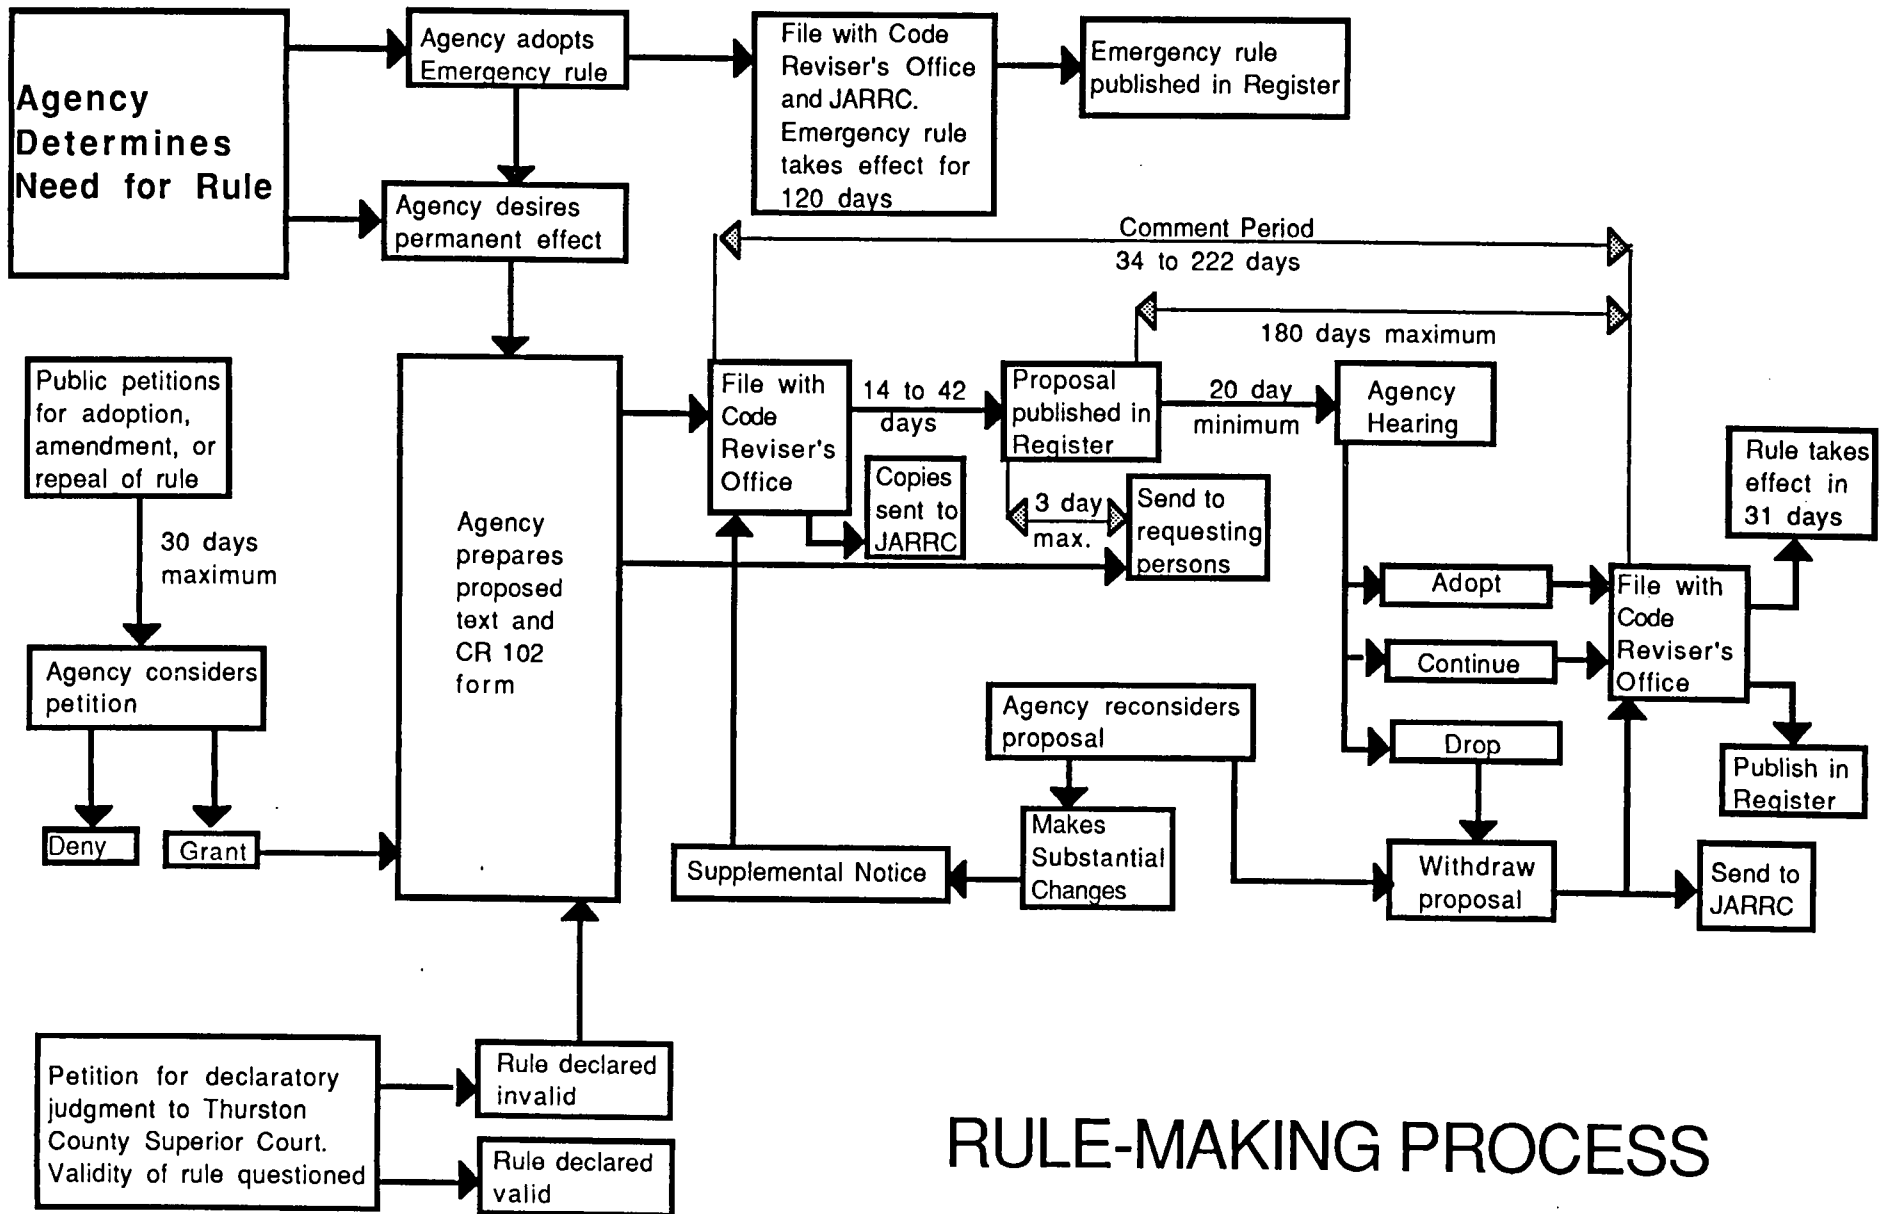 Agency
Determines
Need for Rule
Agency adopts
Emergency rule
File with Code
Reviser's Office
and JARRC.
Emergency rule
takes effect for
120 days
Emergency rule
published in Register
Agency desires
permanent effect
Comment Period
34 to 222 days
180 days maximum
Public petitions
for adoption,
amendment, or
repeal of rule
30 days
maximum
Agency considers
petition
Deny
Grant
Agency
prepares
proposed
text and
CR 102
form
File with
Code
Reviser's
Office
14 to 42
days
Copies
sent to
JARRC
Proposal
published in
Register
3 day
max.
Send to
requesting
persons
20 day
minimum
Agency
Hearing
Adopt
Continue
Drop
File with
Code
Reviser's
Office
Rule takes
effect in
31 days
Publish in
Register
Agency reconsiders
proposal
Makes
Substantial
Changes
Supplemental Notice
Withdraw
proposal
Send to
JARRC
Petition for declaratory
judgment to Thurston
County Superior Court.
Validity of rule questioned
Rule declared
invalid
Rule declared
valid
RULE-MAKING PROCESS